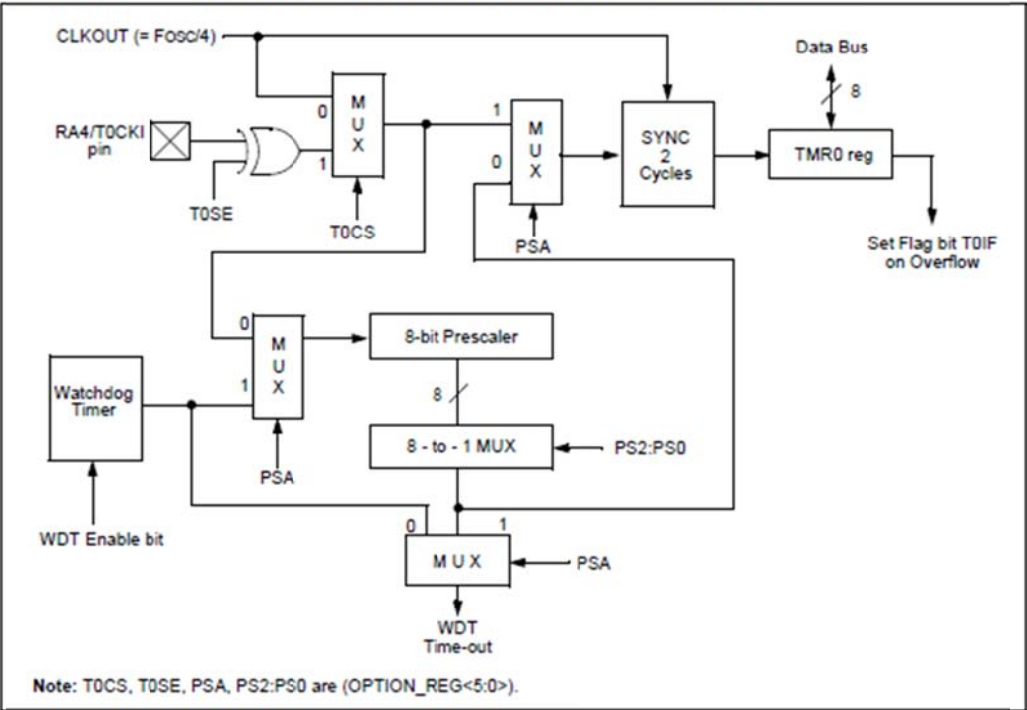 CLKOUT (= Fosc/4)
Data Bus
8
M
U
X
0
1
RA4/T0CKI
pin
T0SE
T0CS
1
0
M
U
X
PSA
SYNC
2
Cycles
TMR0 reg
Set Flag bit T0IF
on Overflow
0
1
M
U
X
PSA
8-bit Prescaler
8
8 - to - 1 MUX
PS2:PS0
Watchdog
Timer
WDT Enable bit
0
1
M U X
PSA
WDT
Time-out
Note: T0CS, T0SE, PSA, PS2:PS0 are (OPTION_REG<5:0>).